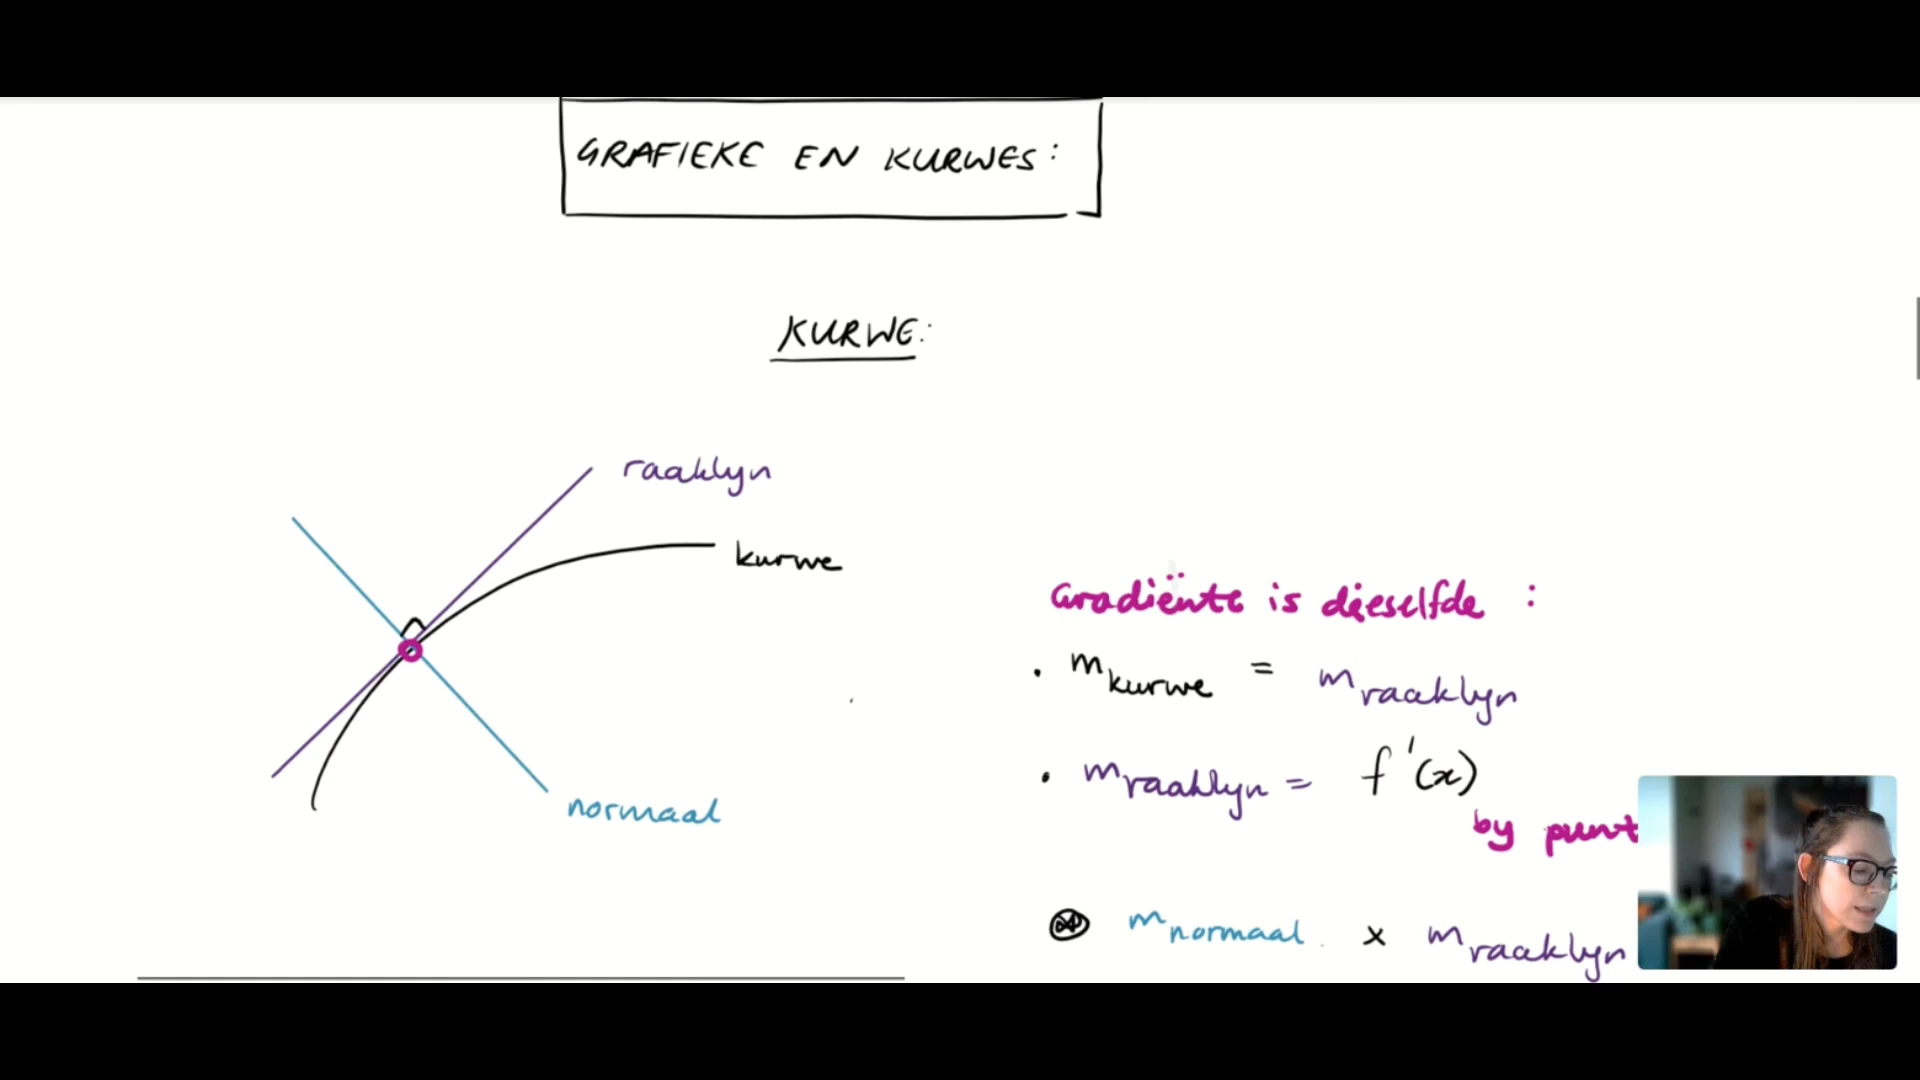 GRAFIEKE EN KURWES:
KURWE:
raaklyn
kurwe
normaal
Gradiënte is dieselfde :
. m kurwe = m raaklyn
. m raaklyn = f'(x)
by punt
m normaal . x m raaklyn